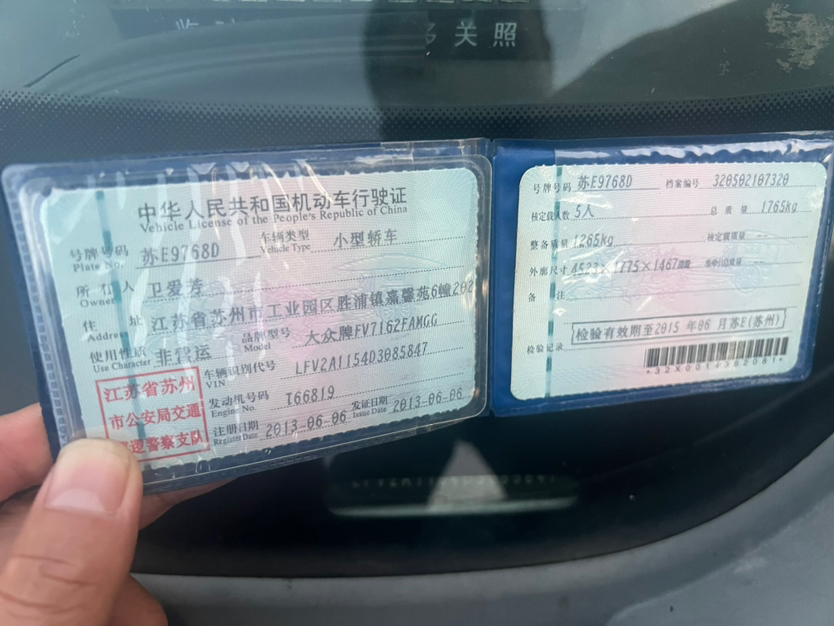 多关照
中华人民共和国机动车行驶证
Vehicle License of the People's Republic of China
号牌号码 苏E9768D 车辆类型 小型轿车
Plate No. Vehicle Type
所有人 卫爱芳
Owner
住址 江苏省苏州市工业园区胜浦镇嘉馨苑6幢202
Address
使用性质 非营运 品牌型号 大众牌FV7162FAMGG
Use Character Model
江苏省苏州
市公安局交通
巡逻警察支队
车辆识别代号 LFV2A1154D3085847
VIN
发动机号码 T66819
Engine No.
注册日期 2013-06-06 发证日期 2013-06-06
Register Date Issue Date
号牌号码 苏E9768D 档案编号 320502107320
核定载人数 5人 总质量 1765kg
整备质量 1265kg 核定载质量 --
外廓尺寸 4523×1775×1467mm 准牵引总质量 --
备注
检验记录 检验有效期至2015年06月苏E(苏州)
*32X0014382081*